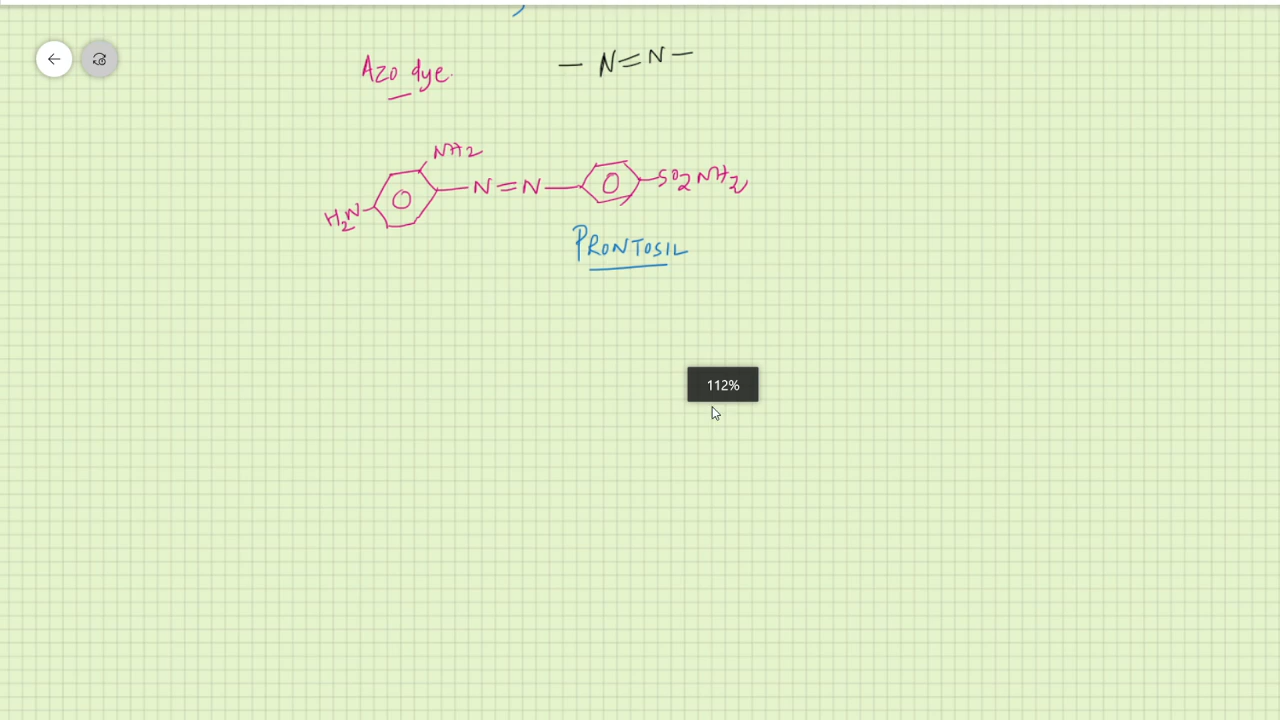 Azo dye. – N=N –
NH2
H2N –N=N– SO2NH2
PRONTOSIL
112%